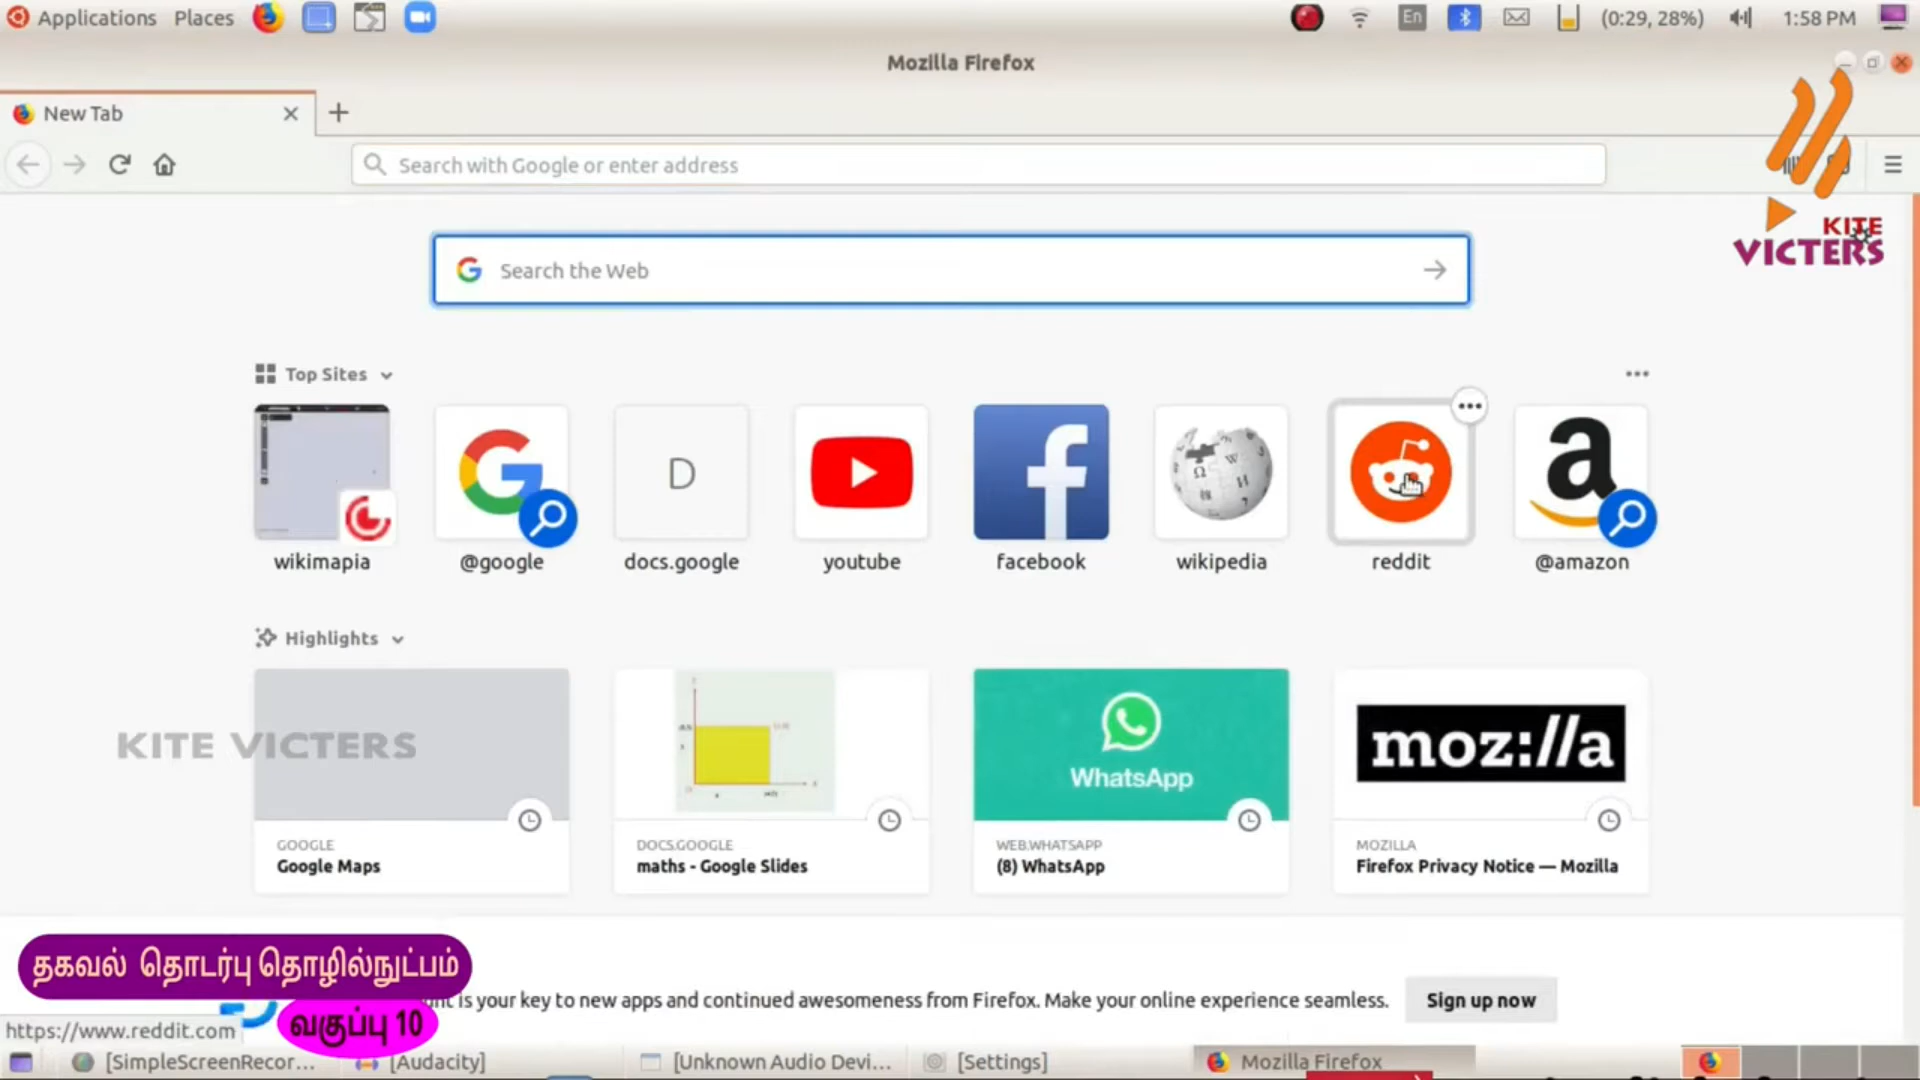 Applications Places En (0:29, 28%) 1:58 PM
Mozilla Firefox
New Tab
Search with Google or enter address
KITE
VICTERS
Search the Web
Top Sites
D
wikimapia @google docs.google youtube facebook wikipedia reddit @amazon
Highlights
WhatsApp
moz://a
KITE VICTERS
GOOGLE
Google Maps
DOCS.GOOGLE
maths - Google Slides
WEB.WHATSAPP
(8) WhatsApp
MOZILLA
Firefox Privacy Notice — Mozilla
தகவல் தொடர்பு தொழில்நுட்பம்
is your key to new apps and continued awesomeness from Firefox. Make your online experience seamless.
Sign up now
வகுப்பு 10
https://www.reddit.com
[SimpleScreenRecor... [Audacity] [Unknown Audio Devi... [Settings] Mozilla Firefox